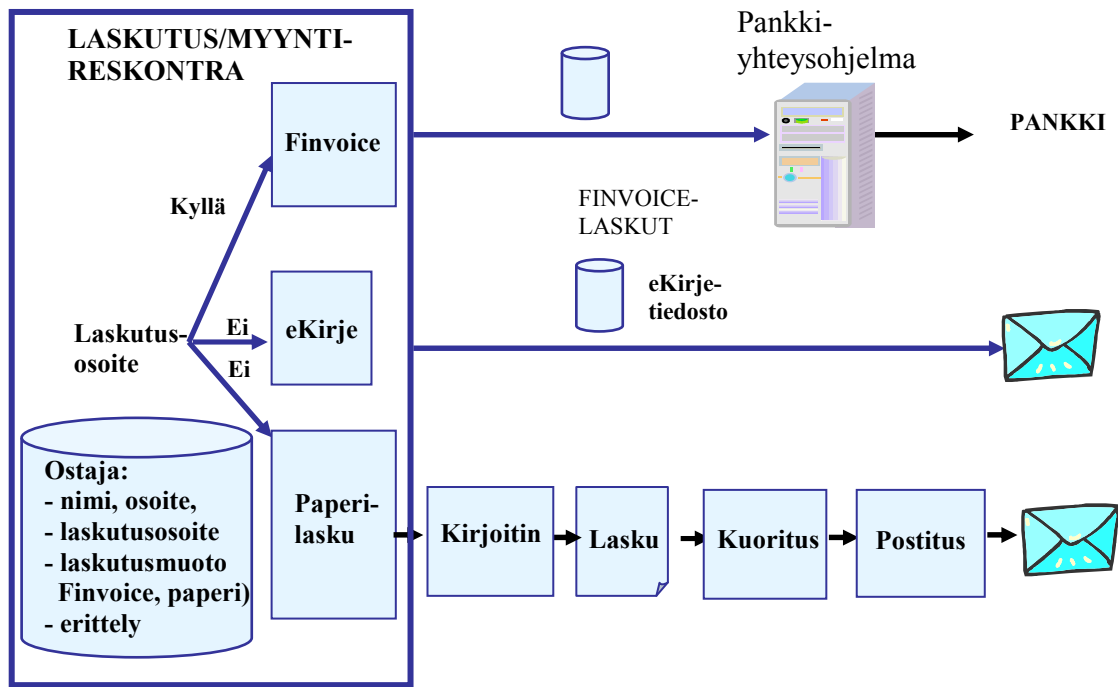 LASKUTUS/MYYNTI-
RESKONTRA
Pankki-
yhteysohjelma
Finvoice
PANKKI
Kyllä
FINVOICE-
LASKUT
eKirje-
tiedosto
Laskutus-
osoite
Ei
Ei
eKirje
Ostaja:
- nimi, osoite,
- laskutusosoite
- laskutusmuoto
Finvoice, paperi)
- erittely
Paperi-
lasku
Kirjoitin
Lasku
Kuoritus
Postitus